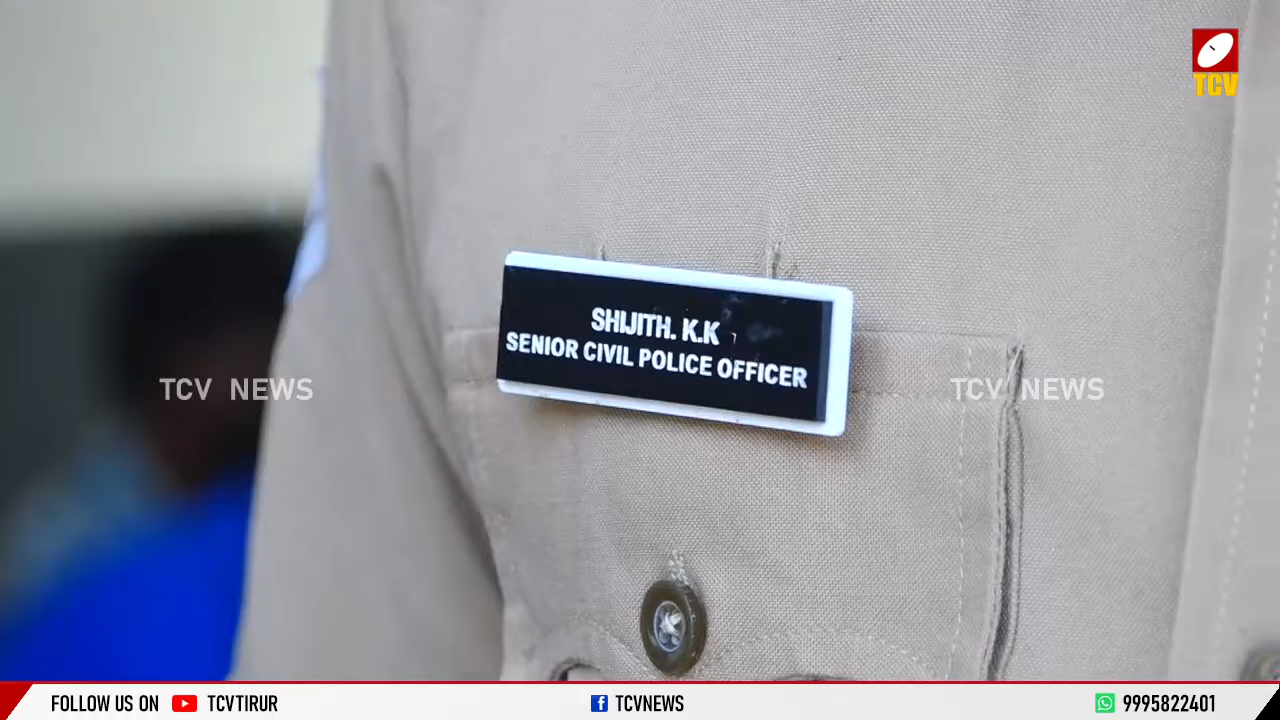 TCV
SHIJITH. K.K
SENIOR CIVIL POLICE OFFICER
TCV NEWS
TCV NEWS
FOLLOW US ON TCVTIRUR
TCVNEWS
9995822401